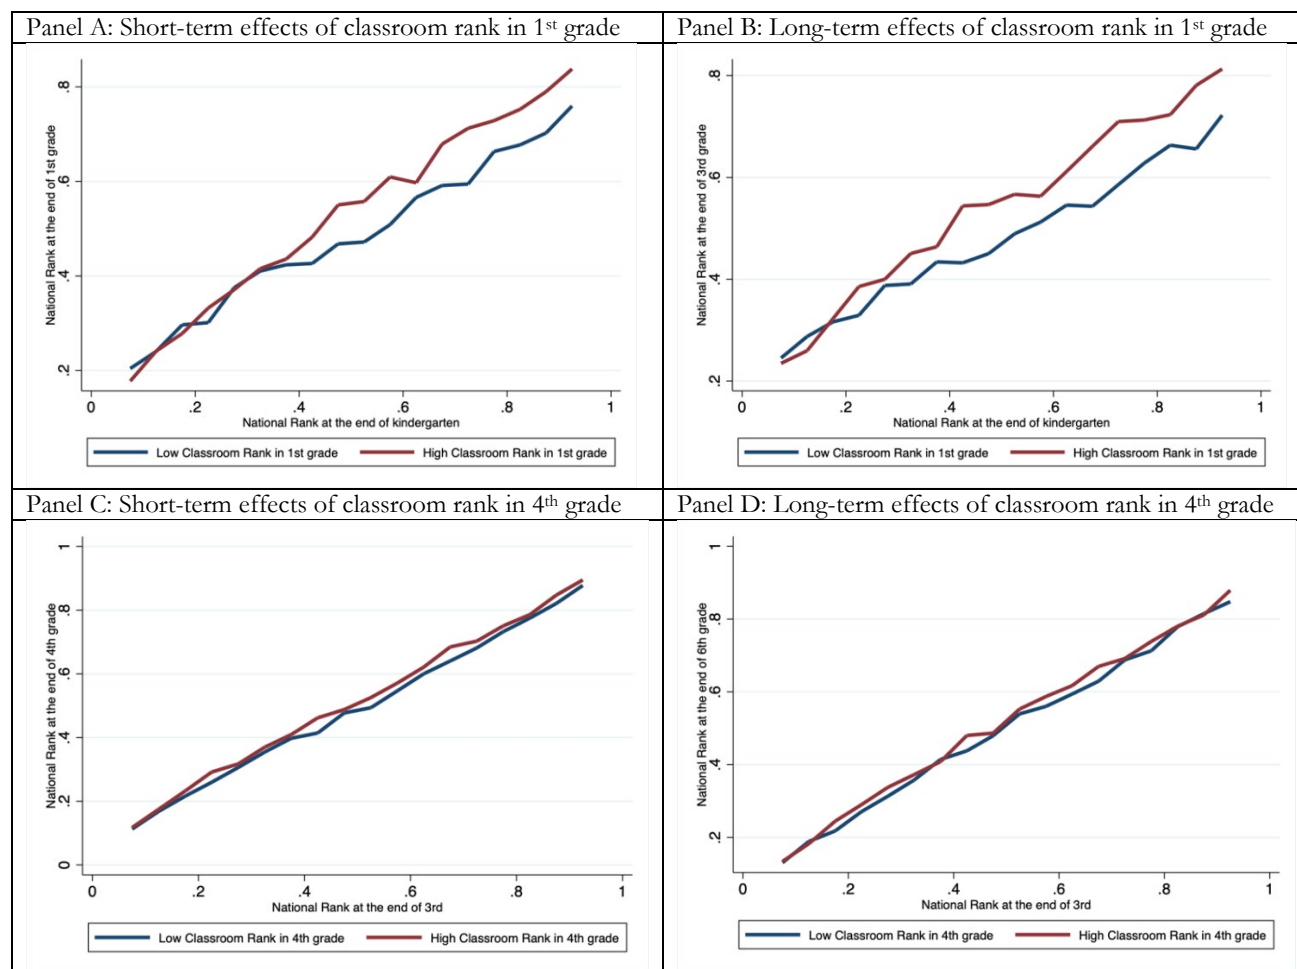 Panel A: Short-term effects of classroom rank in 1st grade
National Rank at the end of 1st grade
.8
.6
.4
.2
0 .2 .4 .6 .8 1
National Rank at the end of kindergarten
Low Classroom Rank in 1st grade High Classroom Rank in 1st grade
Panel B: Long-term effects of classroom rank in 1st grade
National Rank at the end of 3rd grade
.8
.6
.4
.2
0 .2 .4 .6 .8 1
National Rank at the end of kindergarten
Low Classroom Rank in 1st grade High Classroom Rank in 1st grade
Panel C: Short-term effects of classroom rank in 4th grade
National Rank at the end of 4th grade
1
.8
.6
.4
.2
0
0 .2 .4 .6 .8 1
National Rank at the end of 3rd
Low Classroom Rank in 4th grade High Classroom Rank in 4th grade
Panel D: Long-term effects of classroom rank in 4th grade
National Rank at the end of 6th grade
1
.8
.6
.4
.2
0 .2 .4 .6 .8 1
National Rank at the end of 3rd
Low Classroom Rank in 4th grade High Classroom Rank in 4th grade